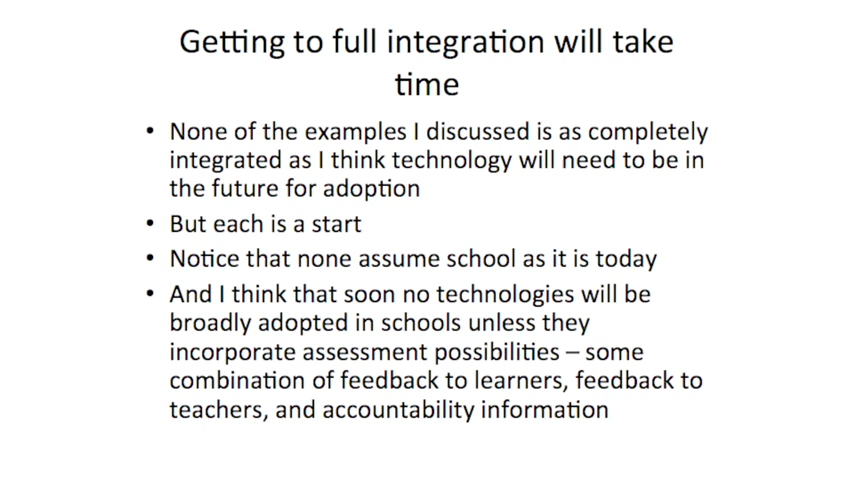 Getting to full integration will take
time
• None of the examples I discussed is as completely
integrated as I think technology will need to be in
the future for adoption
• But each is a start
• Notice that none assume school as it is today
• And I think that soon no technologies will be
broadly adopted in schools unless they
incorporate assessment possibilities – some
combination of feedback to learners, feedback to
teachers, and accountability information